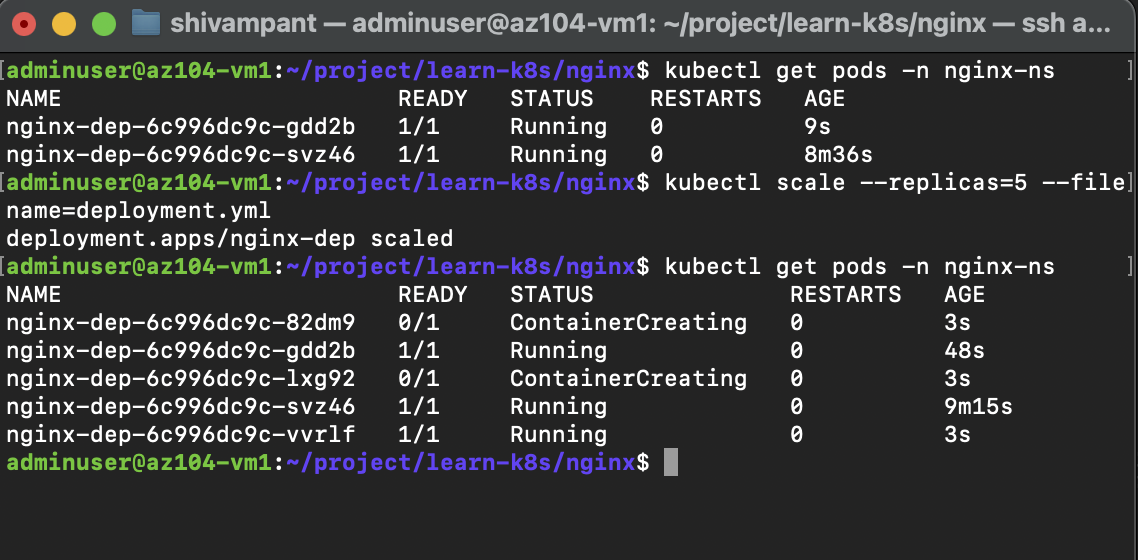 shivampant — adminuser@az104-vm1: ~/project/learn-k8s/nginx — ssh a...
[adminuser@az104-vm1:~/project/learn-k8s/nginx$ kubectl get pods -n nginx-ns ]
NAME READY STATUS RESTARTS AGE
nginx-dep-6c996dc9c-gdd2b 1/1 Running 0 9s
nginx-dep-6c996dc9c-svz46 1/1 Running 0 8m36s
[adminuser@az104-vm1:~/project/learn-k8s/nginx$ kubectl scale --replicas=5 --file]
name=deployment.yml
deployment.apps/nginx-dep scaled
[adminuser@az104-vm1:~/project/learn-k8s/nginx$ kubectl get pods -n nginx-ns ]
NAME READY STATUS RESTARTS AGE
nginx-dep-6c996dc9c-82dm9 0/1 ContainerCreating 0 3s
nginx-dep-6c996dc9c-gdd2b 1/1 Running 0 48s
nginx-dep-6c996dc9c-lxg92 0/1 ContainerCreating 0 3s
nginx-dep-6c996dc9c-svz46 1/1 Running 0 9m15s
nginx-dep-6c996dc9c-vvrlf 1/1 Running 0 3s
adminuser@az104-vm1:~/project/learn-k8s/nginx$